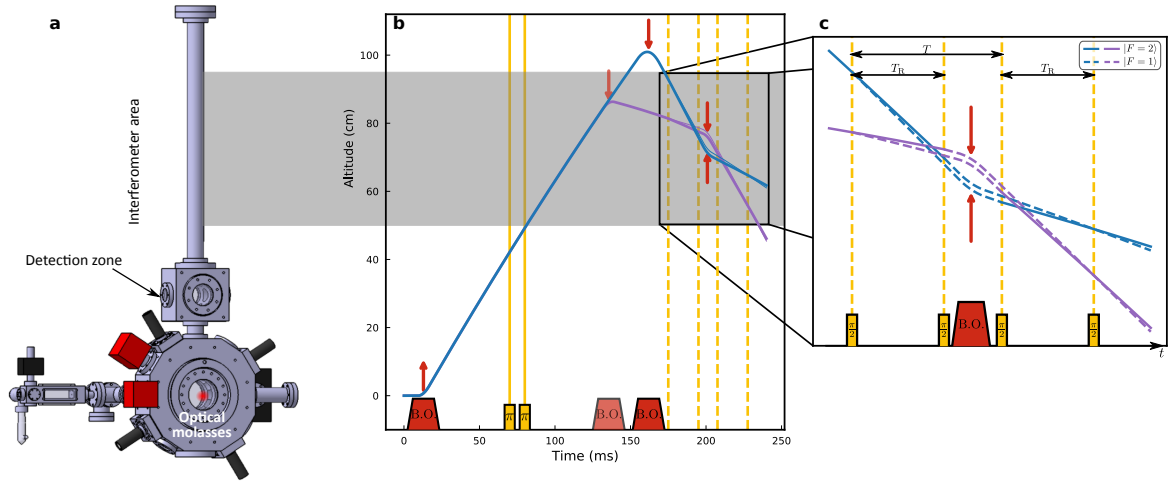 a
Interferometer area
Detection zone
Optical
molasses
b
Altitude (cm)
100
80
60
40
20
0
B.O.
π
π
B.O.
B.O.
0
50
100
150
200
250
Time (ms)
c
|F = 2⟩
|F = 1⟩
T
T_R
T_R
π/2
π/2
B.O.
π/2
π/2
t